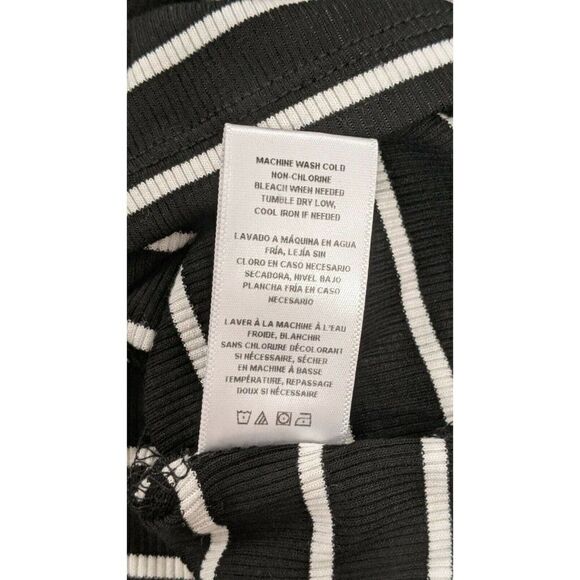 MACHINE WASH COLD
NON-CHLORINE
BLEACH WHEN NEEDED
TUMBLE DRY LOW,
COOL IRON IF NEEDED
LAVADO A MÁQUINA EN AGUA
FRÍA, LEJÍA SIN
CLORO EN CASO NECESARIO
SECADORA, NIVEL BAJO
PLANCHA FRÍA EN CASO
NECESARIO
LAVER À LA MACHINE À L'EAU
FROIDE, BLANCHIR
SANS CHLORURE DÉCOLORANT
SI NÉCESSAIRE, SÉCHER
EN MACHINE À BASSE
TEMPÉRATURE, REPASSAGE
DOUX SI NÉCESSAIRE